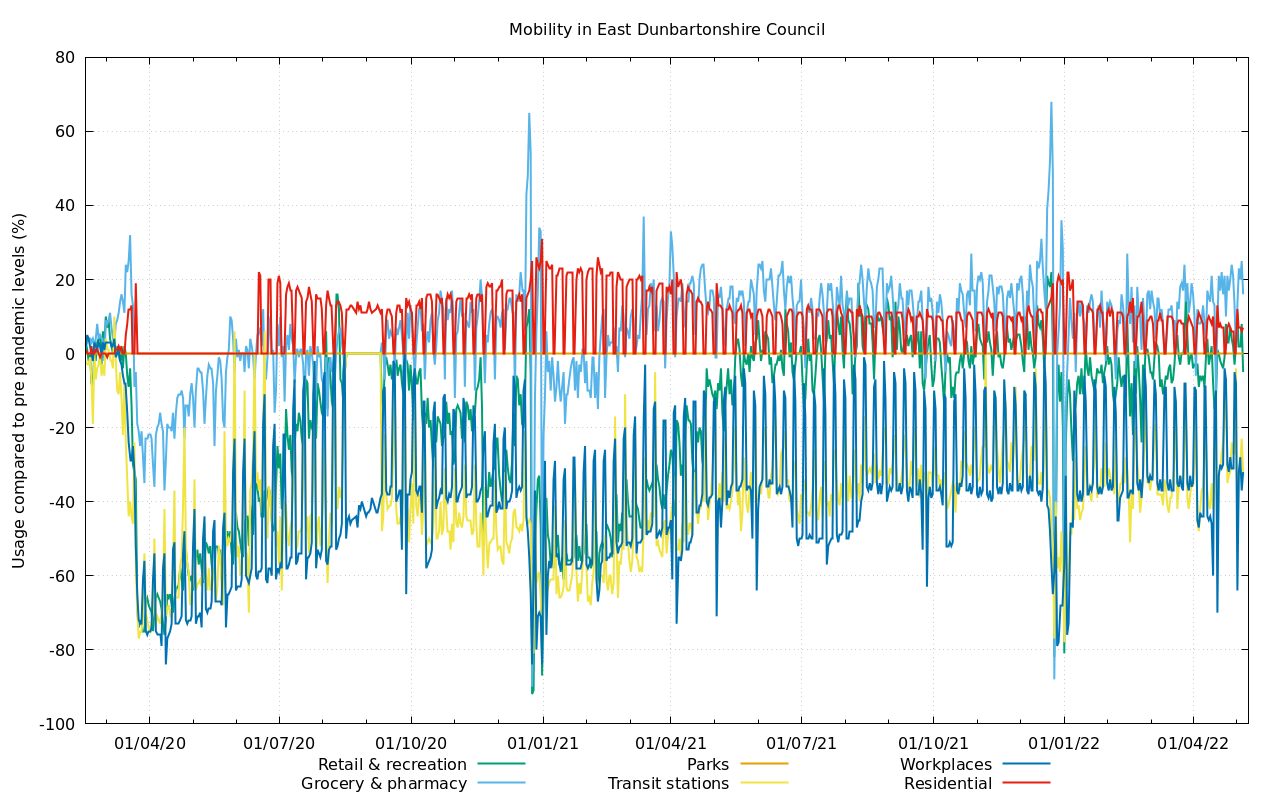 Mobility in East Dunbartonshire Council
Usage compared to pre pandemic levels (%)
80
60
40
20
0
-20
-40
-60
-80
-100
01/04/20 01/07/20 01/10/20 01/01/21 01/04/21 01/07/21 01/10/21 01/01/22 01/04/22
Retail & recreation Parks Workplaces
Grocery & pharmacy Transit stations Residential